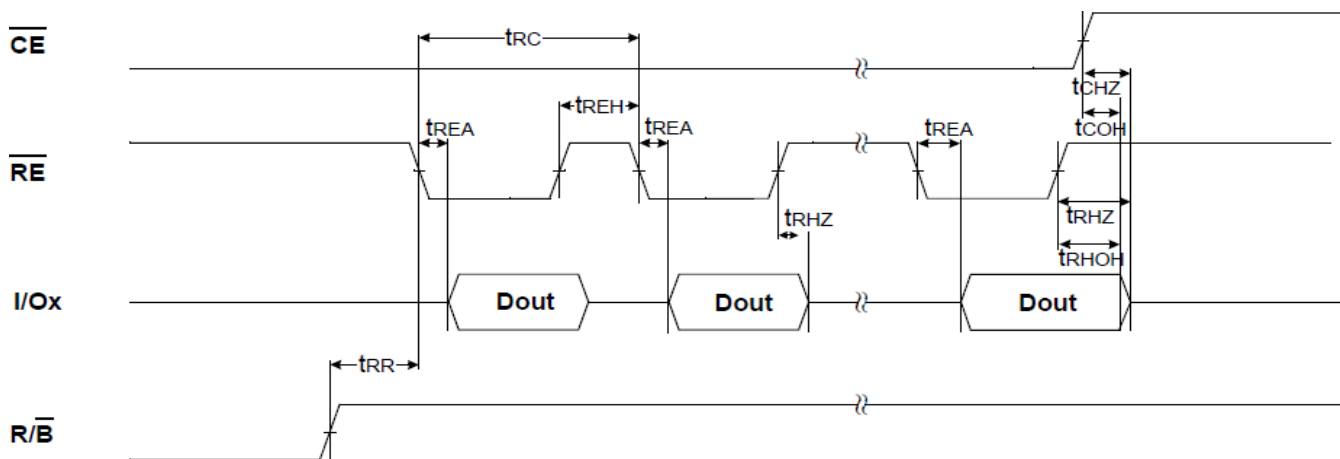 CE
tRC
tCHZ
tREH
tCOH
tREA
tREA
tREA
RE
tRHZ
tRHZ
tRHOH
I/Ox
Dout
Dout
Dout
tRR
R/B